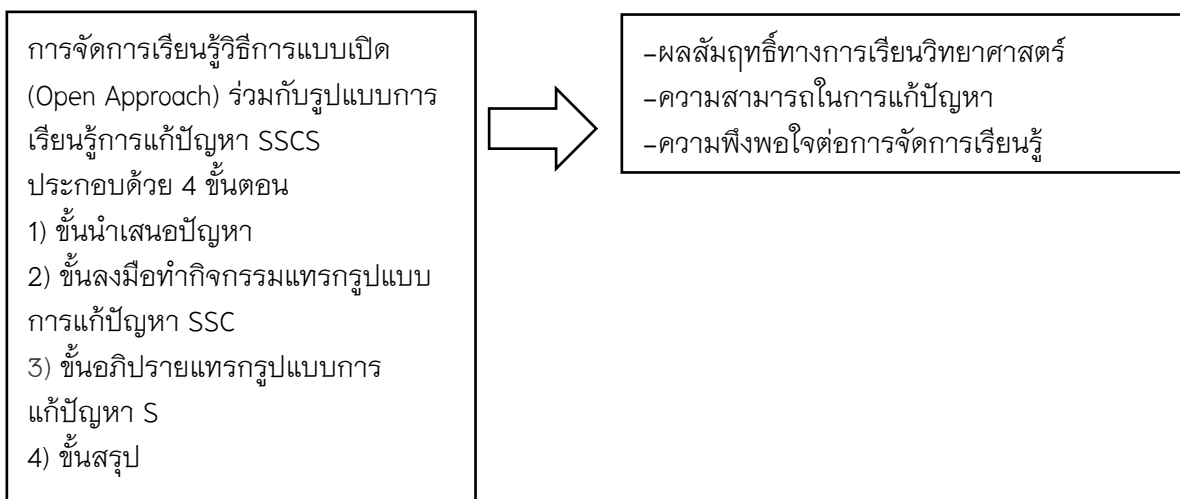 การจัดการเรียนรู้วิธีการแบบเปิด
(Open Approach) ร่วมกับรูปแบบการ
เรียนรู้การแก้ปัญหา SSCS
ประกอบด้วย 4 ขั้นตอน
1) ขั้นนำเสนอปัญหา
2) ขั้นลงมือทำกิจกรรมแทรกรูปแบบ
การแก้ปัญหา SSC
3) ขั้นอภิปรายแทรกรูปแบบการ
แก้ปัญหา S
4) ขั้นสรุป
-ผลสัมฤทธิ์ทางการเรียนวิทยาศาสตร์
-ความสามารถในการแก้ปัญหา
-ความพึงพอใจต่อการจัดการเรียนรู้